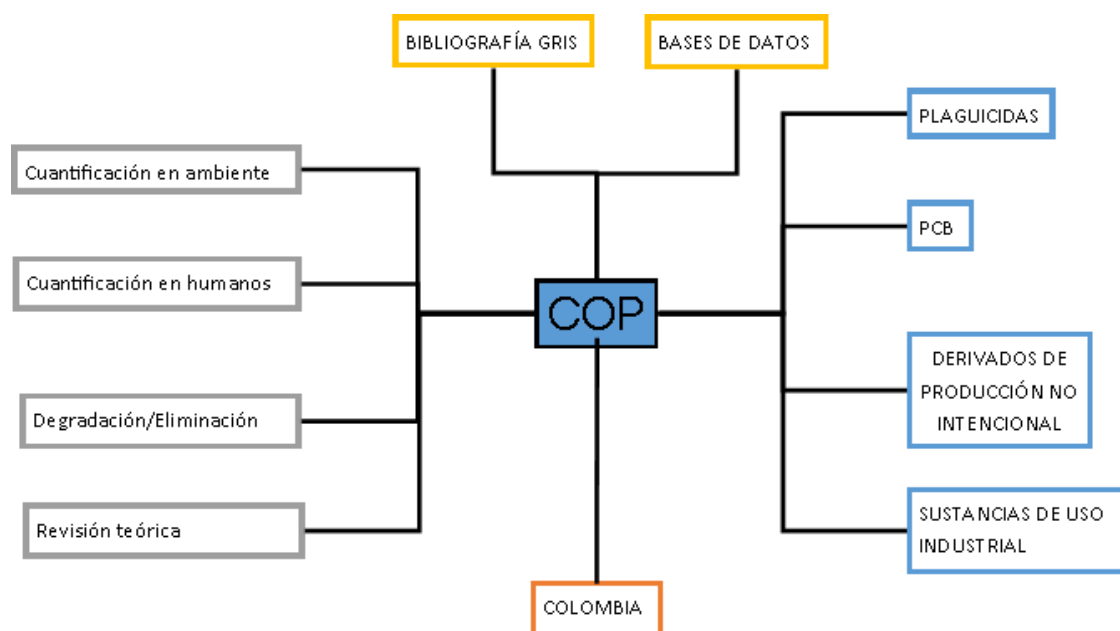 BIBLIOGRAFÍA GRIS
BASES DE DATOS
Cuantificación en ambiente
Cuantificación en humanos
Degradación/Eliminación
Revisión teórica
COP
PLAGUICIDAS
PCB
DERIVADOS DE
PRODUCCIÓN NO
INTENCIONAL
SUSTANCIAS DE USO
INDUSTRIAL
COLOMBIA